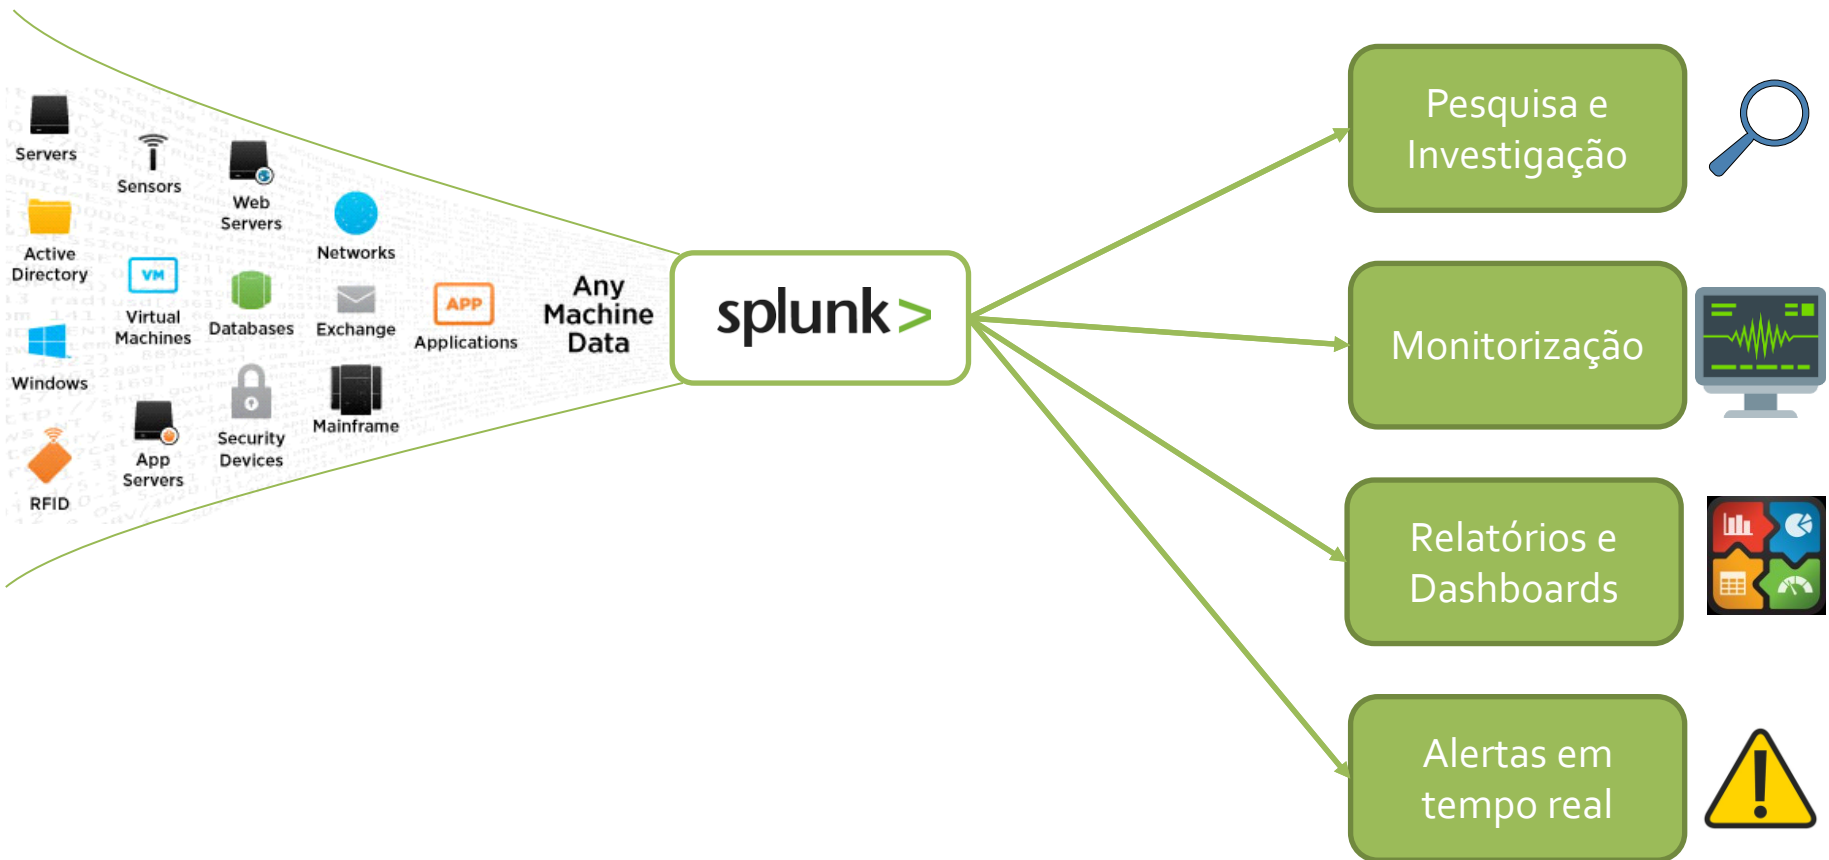 Servers
Sensors
Web
Servers
Active
Directory
Networks
VM
Virtual
Machines
Databases
Exchange
APP
Applications
Any
Machine
Data
Windows
App
Servers
Security
Devices
Mainframe
RFID
splunk>
Pesquisa e
Investigação
Monitorização
Relatórios e
Dashboards
Alertas em
tempo real